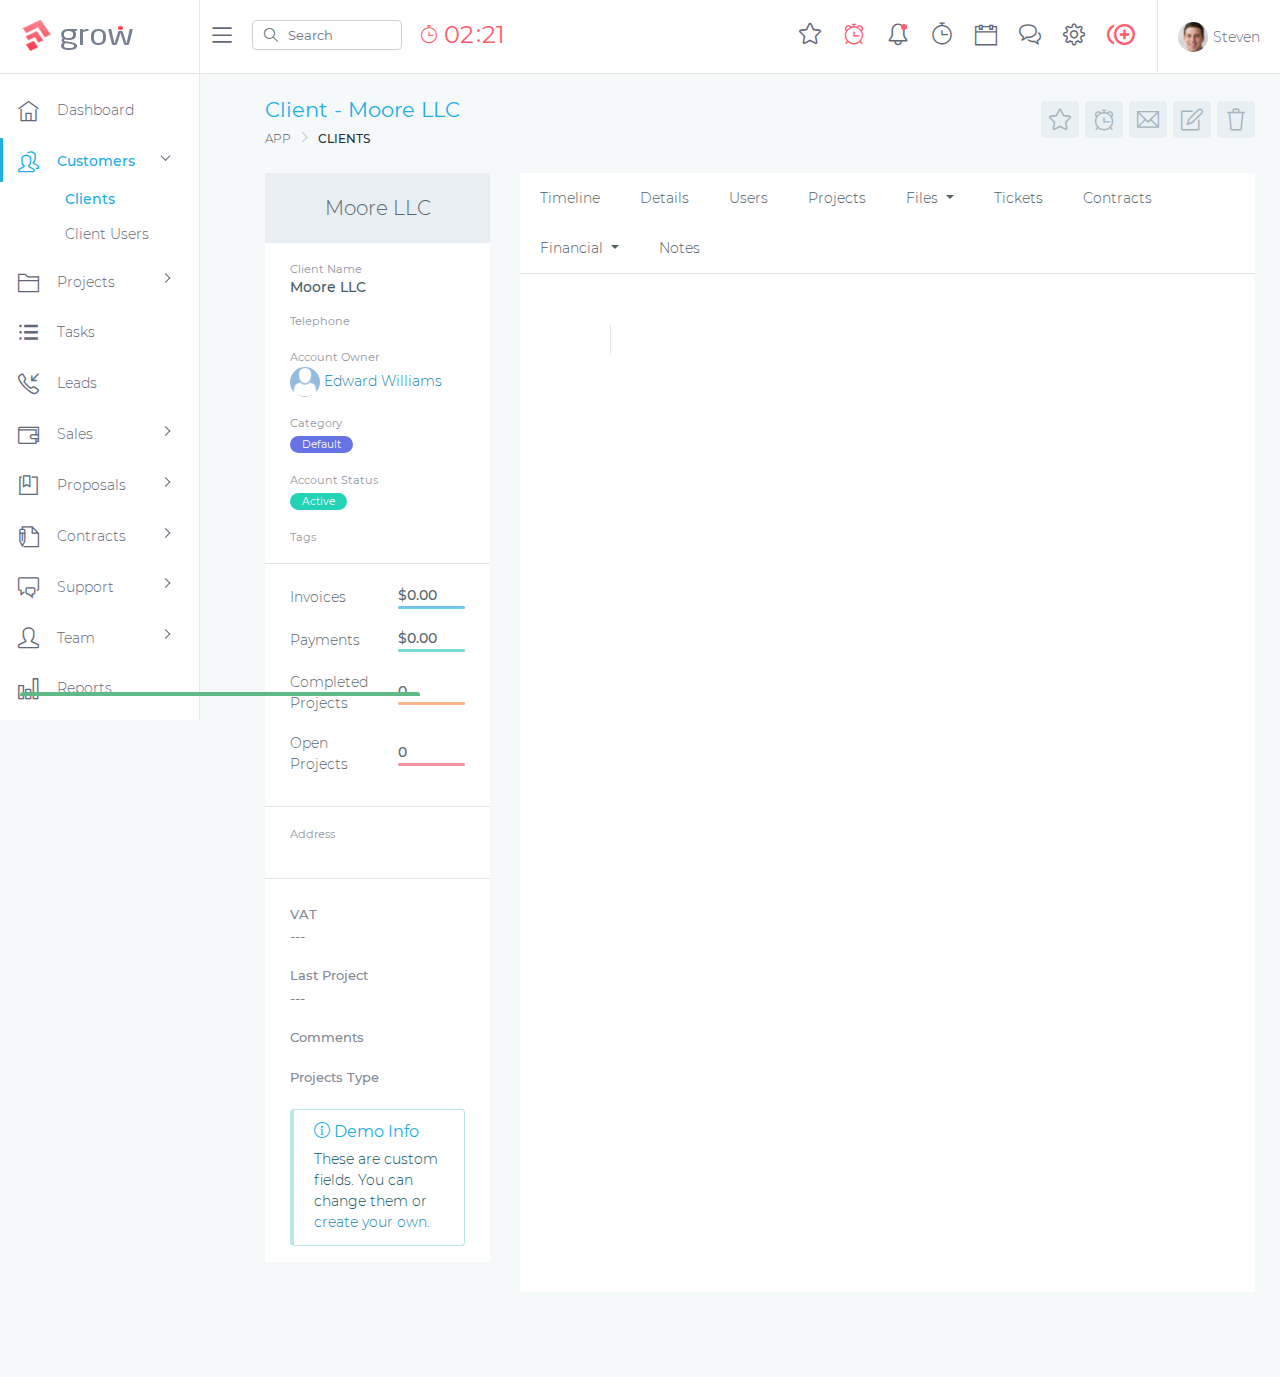 grow
Search
02:21
Steven
Dashboard
Customers
Clients
Client Users
Projects
Tasks
Leads
Sales
Proposals
Contracts
Support
Team
Reports
Client - Moore LLC
APP
CLIENTS
Moore LLC
Client Name
Moore LLC
Telephone
Account Owner
Edward Williams
Category
Default
Account Status
Active
Tags
Invoices
$0.00
Payments
$0.00
Completed
Projects
0
Open
Projects
0
Address
VAT
---
Last Project
---
Comments
Projects Type
Demo Info
These are custom
fields. You can
change them or
create your own.
Timeline
Details
Users
Projects
Files
Tickets
Contracts
Financial
Notes